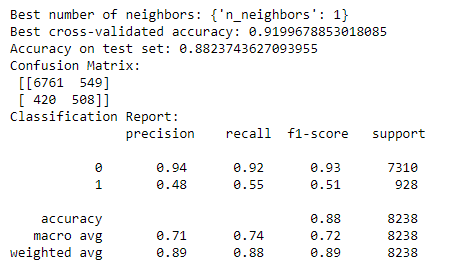 Best number of neighbors: {'n_neighbors': 1}
Best cross-validated accuracy: 0.9199678853018085
Accuracy on test set: 0.8823743627093955
Confusion Matrix:
[[6761 549]
[ 420 508]]
Classification Report:
precision recall f1-score support
0 0.94 0.92 0.93 7310
1 0.48 0.55 0.51 928
accuracy 0.88 8238
macro avg 0.71 0.74 0.72 8238
weighted avg 0.89 0.88 0.89 8238